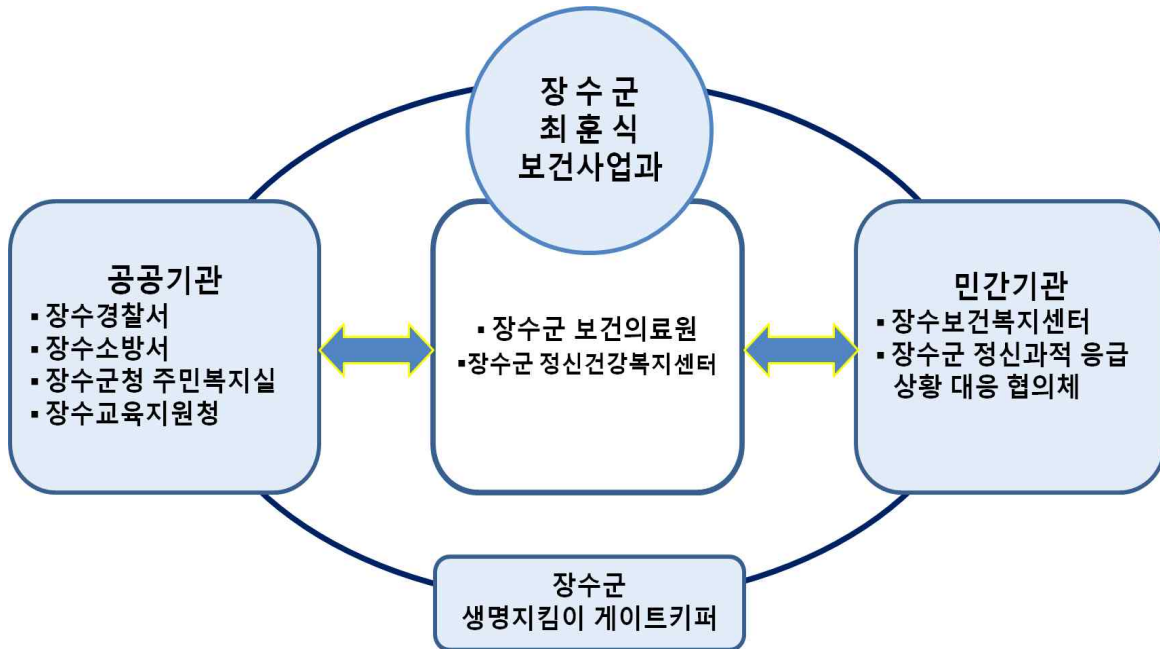 장 수 군
최 훈 식
보건사업과
공공기관
▪ 장수경찰서
▪ 장수소방서
▪ 장수군청 주민복지실
▪ 장수교육지원청
▪ 장수군 보건의료원
▪장수군 정신건강복지센터
민간기관
▪ 장수보건복지센터
▪ 장수군 정신과적 응급
상황 대응 협의체
장수군
생명지킴이 게이트키퍼